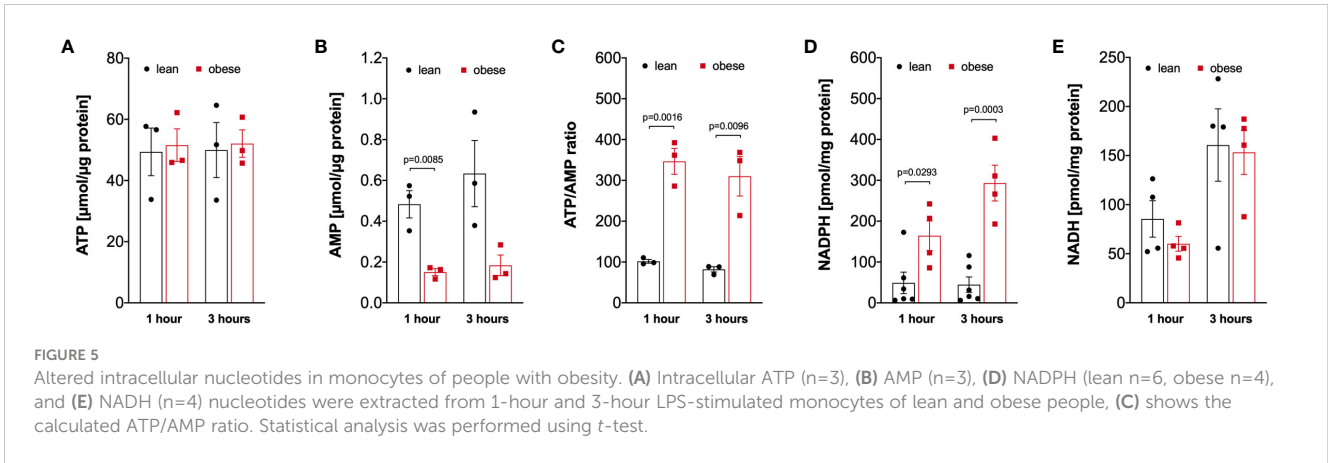 A
ATP [µmol/µg protein]
80
60
40
20
0
lean
obese
1 hour
3 hours
B
AMP [µmol/µg protein]
1.2
1.0
0.8
0.6
0.4
0.2
0.0
lean
obese
p=0.0085
1 hour
3 hours
C
ATP/AMP ratio
600
500
400
300
200
100
0
lean
obese
p=0.0016
p=0.0096
1 hour
3 hours
D
NADPH [pmol/mg protein]
600
500
400
300
200
100
0
lean
obese
p=0.0293
p=0.0003
1 hour
3 hours
E
NADH [pmol/mg protein]
250
200
150
100
50
0
lean
obese
1 hour
3 hours
FIGURE 5
Altered intracellular nucleotides in monocytes of people with obesity. (A) Intracellular ATP (n=3), (B) AMP (n=3), (D) NADPH (lean n=6, obese n=4),
and (E) NADH (n=4) nucleotides were extracted from 1-hour and 3-hour LPS-stimulated monocytes of lean and obese people, (C) shows the
calculated ATP/AMP ratio. Statistical analysis was performed using t-test.